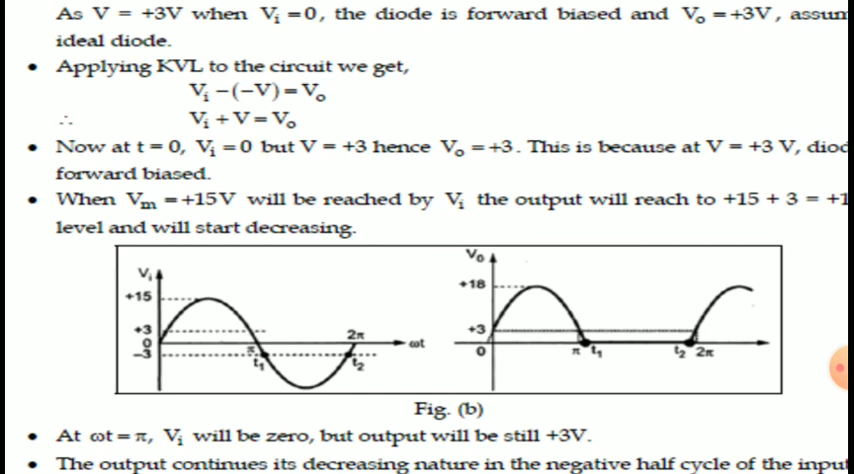 As V = +3V when Vi = 0, the diode is forward biased and Vo = +3V, assum
ideal diode.
• Applying KVL to the circuit we get,
Vi − (−V) = Vo
∴ Vi + V = Vo
• Now at t = 0, Vi = 0 but V = +3 hence Vo = +3. This is because at V = +3 V, diod
forward biased.
• When Vm = +15V will be reached by Vi the output will reach to +15 + 3 = +1
level and will start decreasing.
Vi
+15
+3
0
−3
π
t1
2π
t2
ωt
Vo
+18
+3
0
π t1
t2 2π
Fig. (b)
• At ωt = π, Vi will be zero, but output will be still +3V.
• The output continues its decreasing nature in the negative half cycle of the input